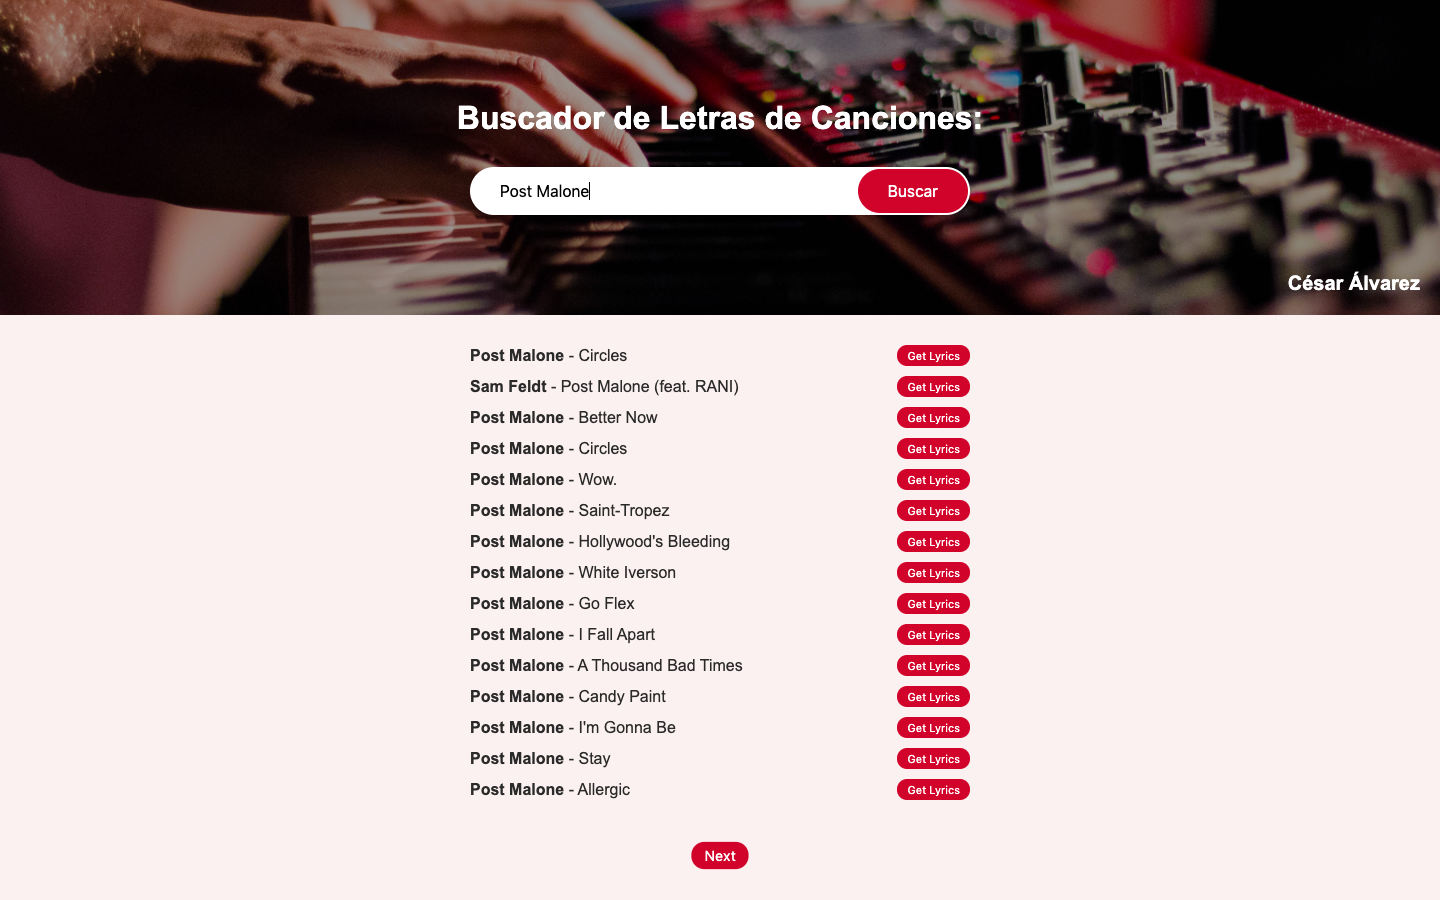 Buscador de Letras de Canciones:
Post Malone
Buscar
César Álvarez
Post Malone - Circles Get Lyrics
Sam Feldt - Post Malone (feat. RANI) Get Lyrics
Post Malone - Better Now Get Lyrics
Post Malone - Circles Get Lyrics
Post Malone - Wow. Get Lyrics
Post Malone - Saint-Tropez Get Lyrics
Post Malone - Hollywood's Bleeding Get Lyrics
Post Malone - White Iverson Get Lyrics
Post Malone - Go Flex Get Lyrics
Post Malone - I Fall Apart Get Lyrics
Post Malone - A Thousand Bad Times Get Lyrics
Post Malone - Candy Paint Get Lyrics
Post Malone - I'm Gonna Be Get Lyrics
Post Malone - Stay Get Lyrics
Post Malone - Allergic Get Lyrics
Next